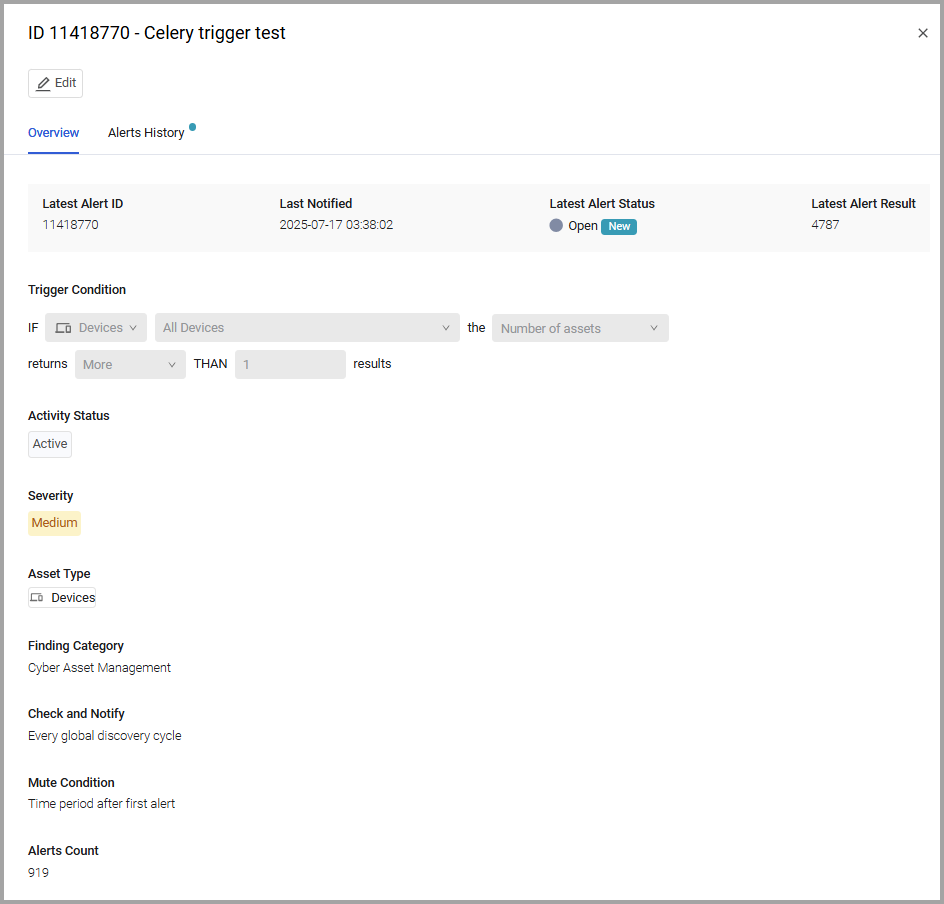 ID 11418770 - Celery trigger test
Edit
Overview Alerts History
Latest Alert ID Last Notified Latest Alert Status Latest Alert Result
11418770 2025-07-17 03:38:02 Open New 4787
Trigger Condition
IF Devices All Devices the Number of assets
returns More THAN 1 results
Activity Status
Active
Severity
Medium
Asset Type
Devices
Finding Category
Cyber Asset Management
Check and Notify
Every global discovery cycle
Mute Condition
Time period after first alert
Alerts Count
919